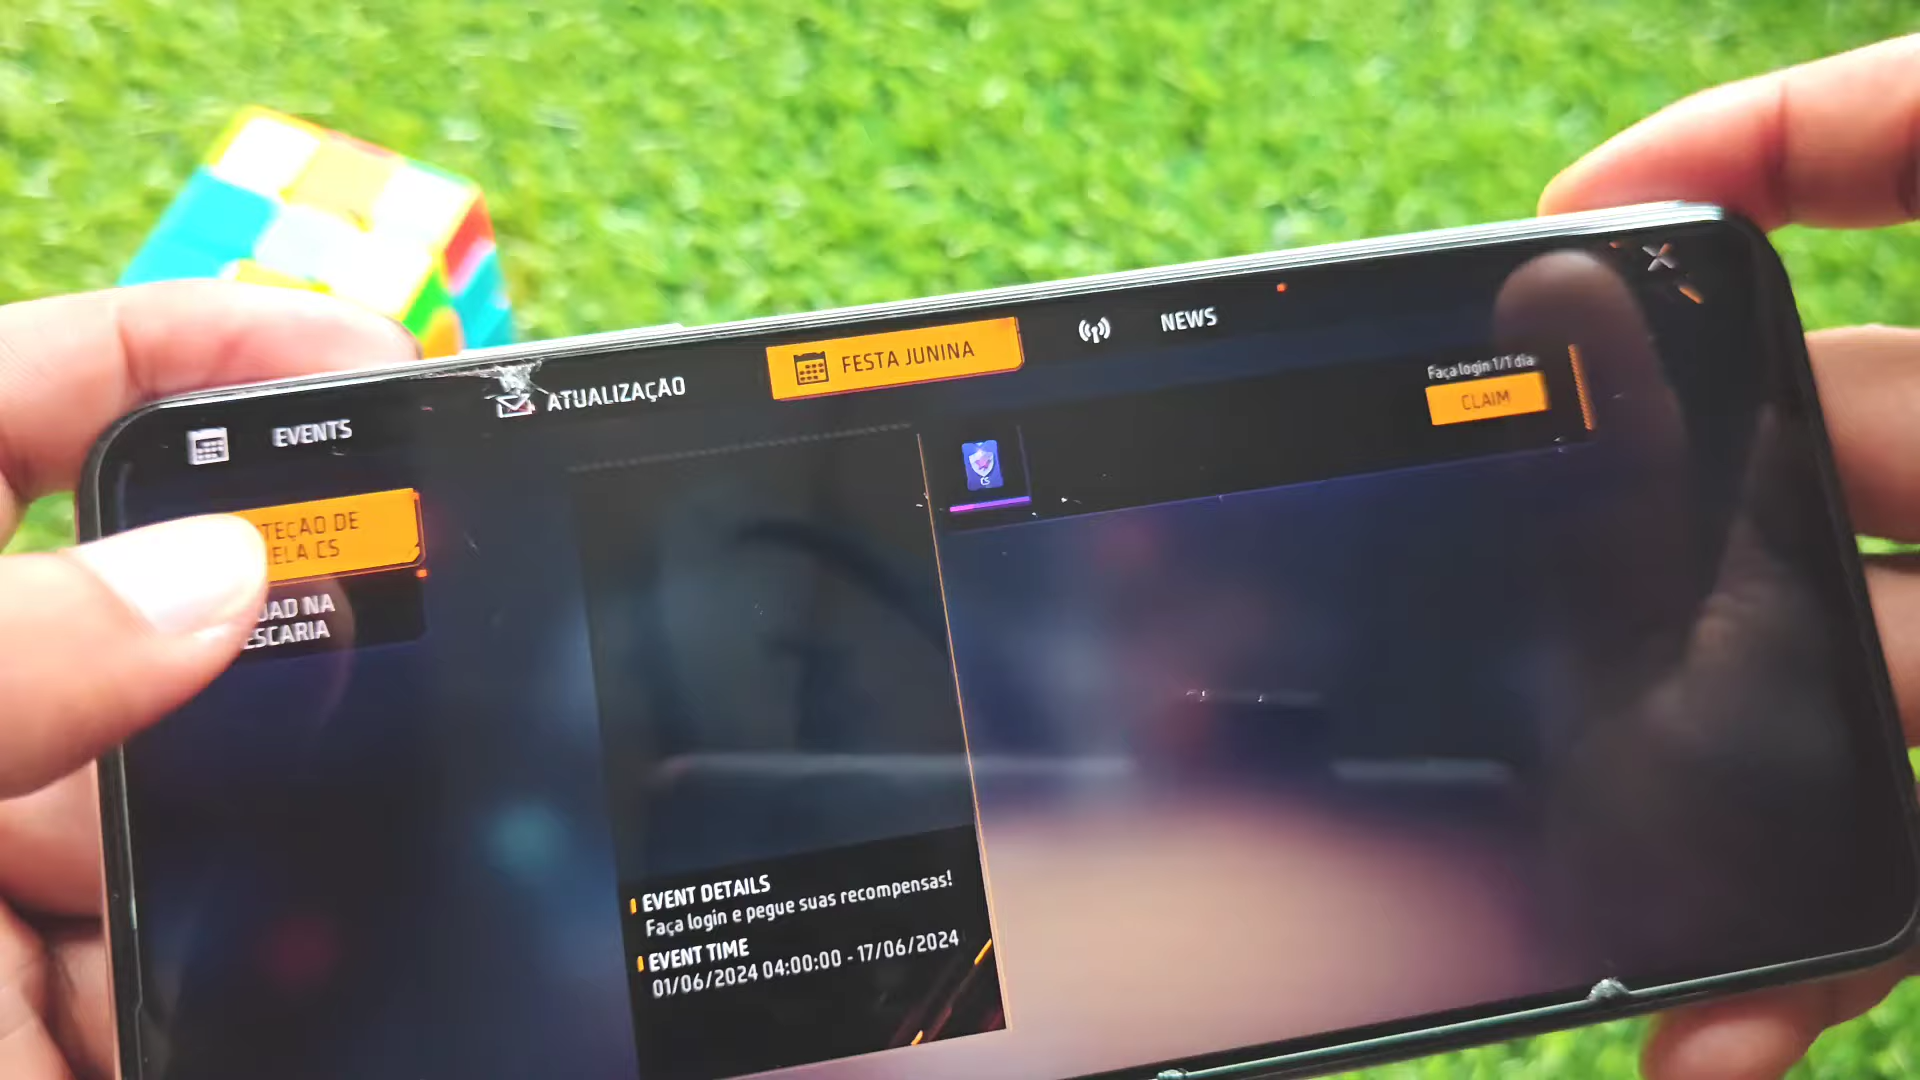 EVENTS
ATUALIZAÇÃO
FESTA JUNINA
NEWS
Faça login 1/1 dia
CLAIM
CS
TEÇÃO DE
ELA CS
UAD NA
ESCARIA
EVENT DETAILS
Faça login e pegue suas recompensas!
EVENT TIME
01/06/2024 04:00:00 - 17/06/2024